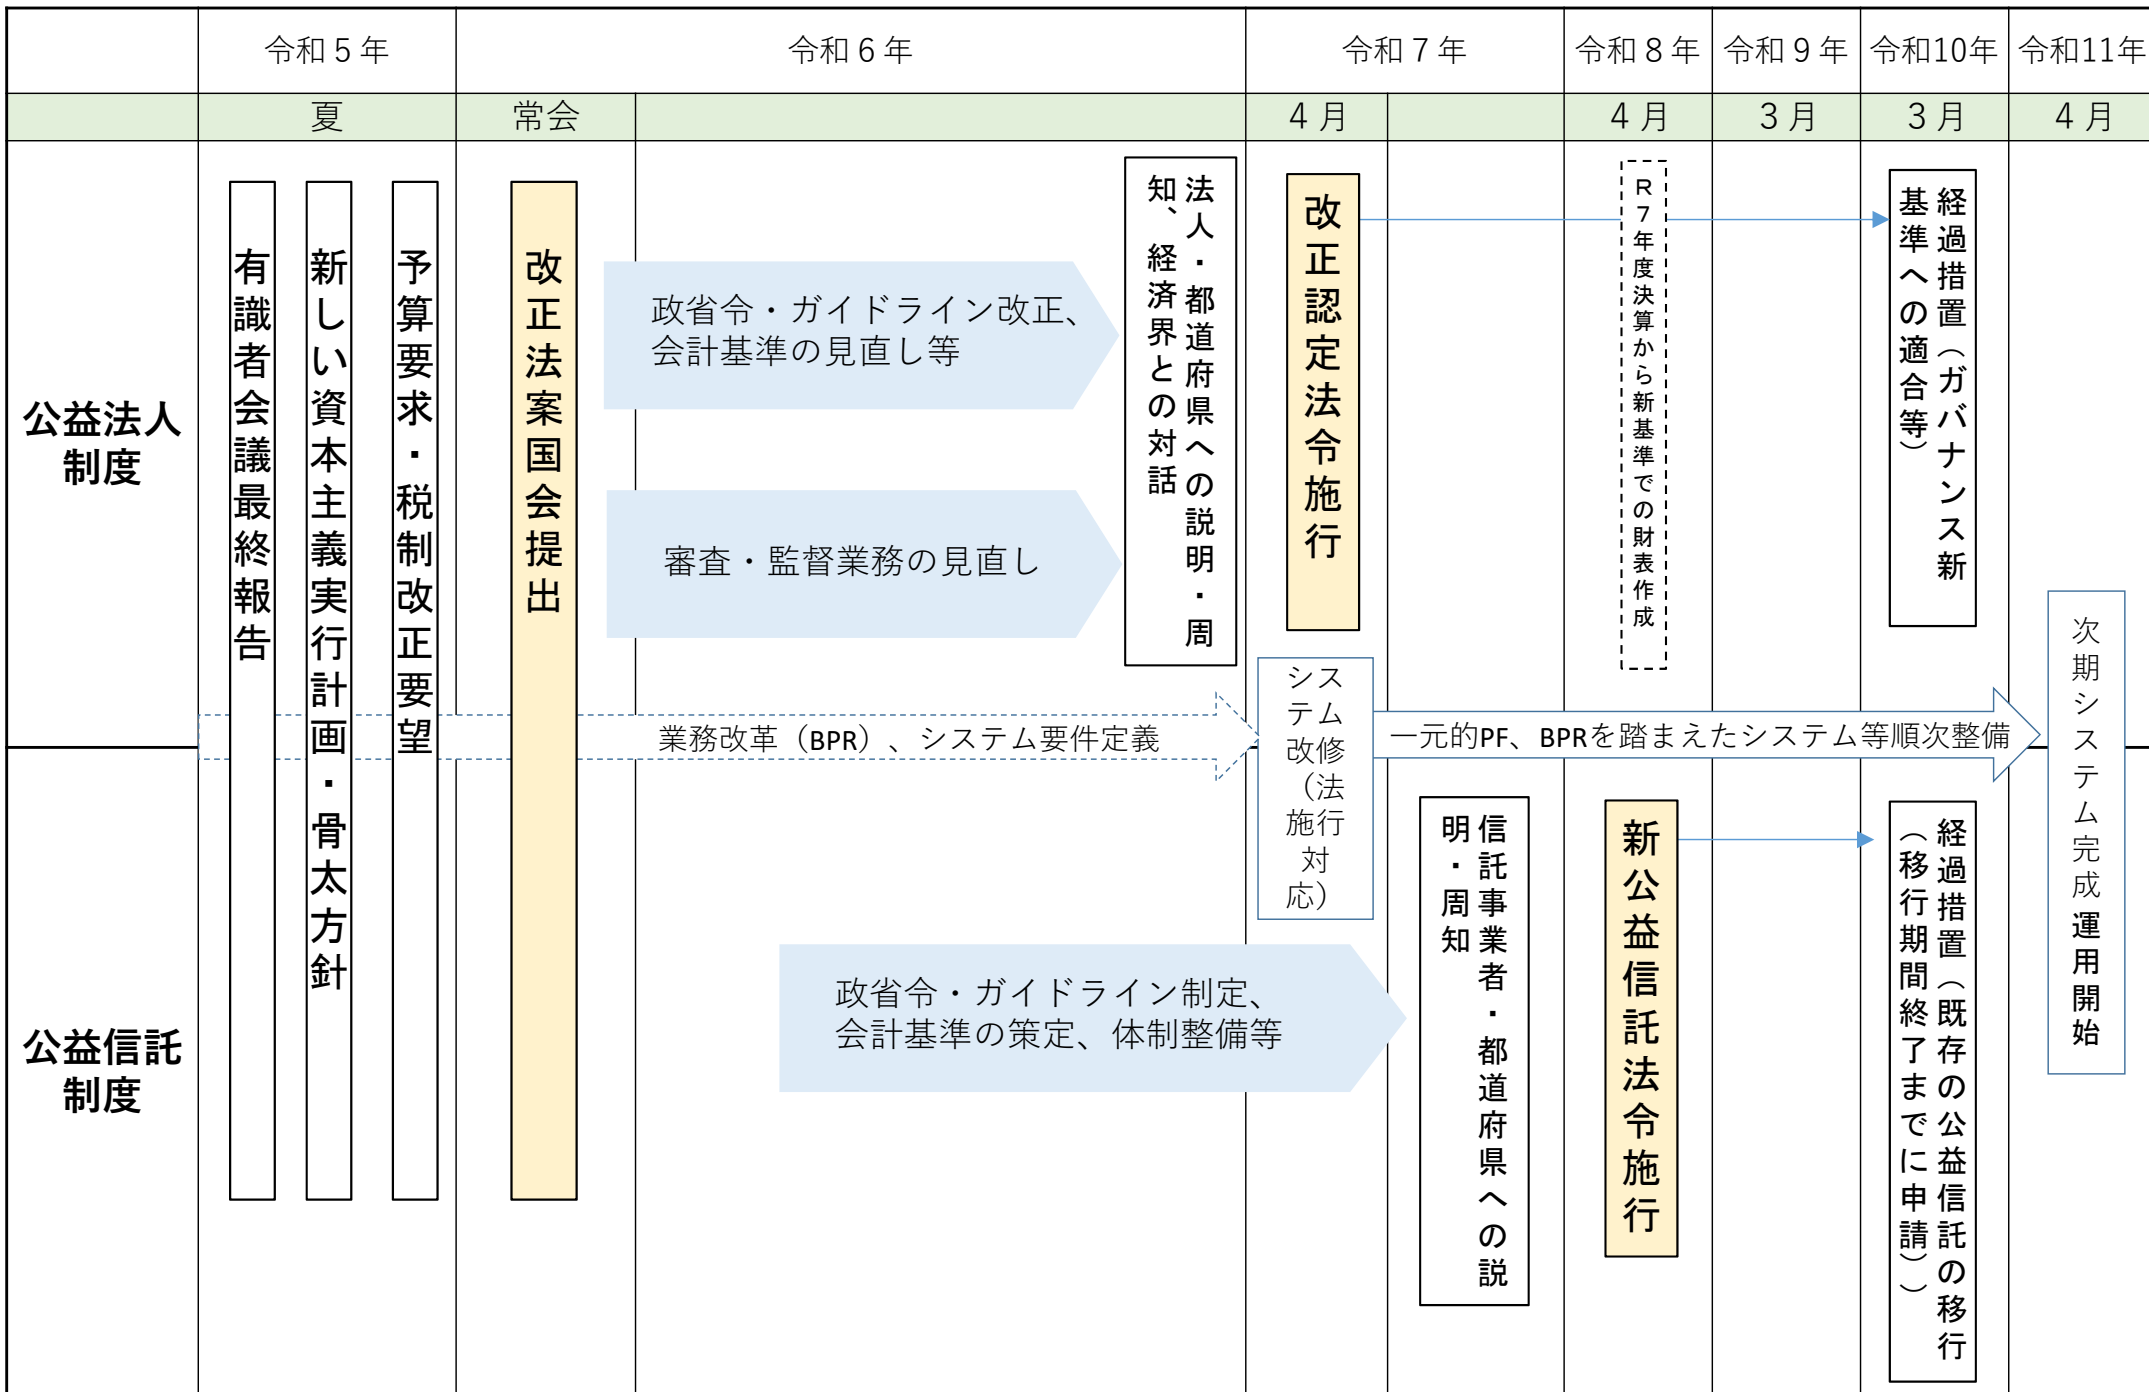 令和５年
令和６年
令和７年
令和８年
令和９年
令和10年
令和11年
夏
常会
４月
４月
３月
３月
４月
公益法人
制度
有識者会議最終報告
新しい資本主義実行計画・骨太方針
予算要求・税制改正要望
改正法案国会提出
政省令・ガイドライン改正、
会計基準の見直し等
審査・監督業務の見直し
法人・都道府県への説明・周
知、経済界との対話
改正認定法令施行
Ｒ７年度決算から新基準での財表作成
経過措置（ガバナンス新
基準への適合等）
業務改革（BPR）、システム要件定義
シス
テム
改修
（法
施行
対
応）
一元的PF、BPRを踏まえたシステム等順次整備
次期システム完成運用開始
公益信託
制度
政省令・ガイドライン制定、
会計基準の策定、体制整備等
信託事業者・都道府県への説
明・周知
新公益信託法令施行
経過措置（既存の公益信託の移行
（移行期間終了までに申請））